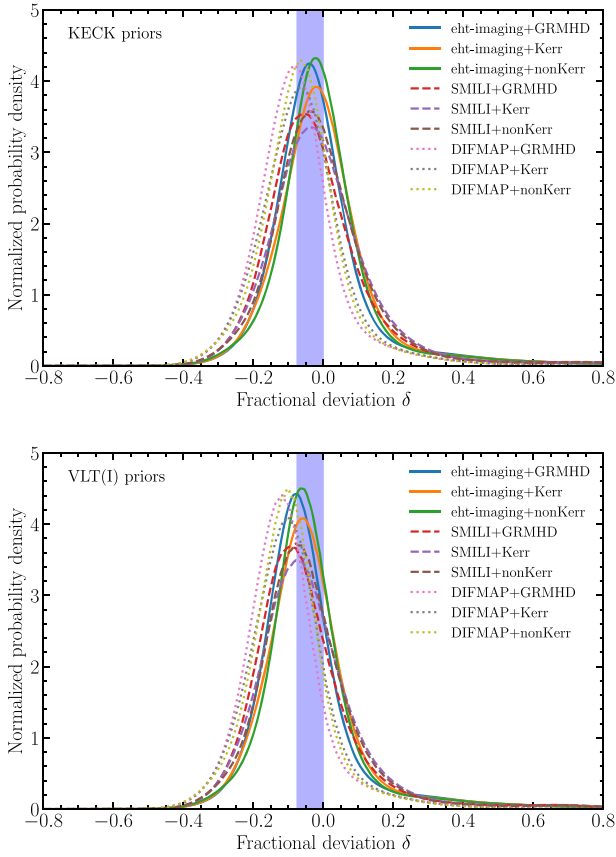 KECK priors
eht-imaging+GRMHD
eht-imaging+Kerr
eht-imaging+nonKerr
SMILI+GRMHD
SMILI+Kerr
SMILI+nonKerr
DIFMAP+GRMHD
DIFMAP+Kerr
DIFMAP+nonKerr
Normalized probability density
5
4
3
2
1
0
−0.8 −0.6 −0.4 −0.2 0.0 0.2 0.4 0.6 0.8
Fractional deviation δ
VLT(I) priors
eht-imaging+GRMHD
eht-imaging+Kerr
eht-imaging+nonKerr
SMILI+GRMHD
SMILI+Kerr
SMILI+nonKerr
DIFMAP+GRMHD
DIFMAP+Kerr
DIFMAP+nonKerr
Normalized probability density
5
4
3
2
1
0
−0.8 −0.6 −0.4 −0.2 0.0 0.2 0.4 0.6 0.8
Fractional deviation δ